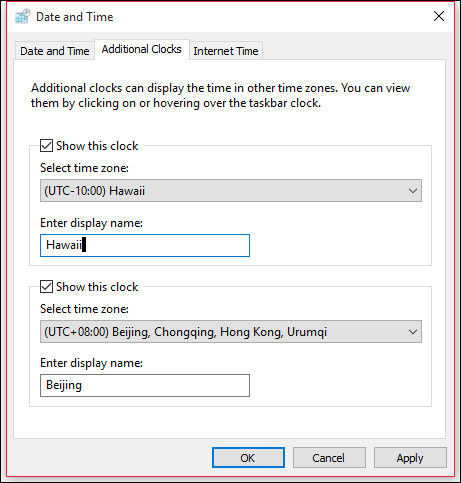 Date and Time
Date and Time Additional Clocks Internet Time
Additional clocks can display the time in other time zones. You can view
them by clicking on or hovering over the taskbar clock.
Show this clock
Select time zone:
(UTC-10:00) Hawaii
Enter display name:
Hawaii
Show this clock
Select time zone:
(UTC+08:00) Beijing, Chongqing, Hong Kong, Urumqi
Enter display name:
Beijing
OK Cancel Apply